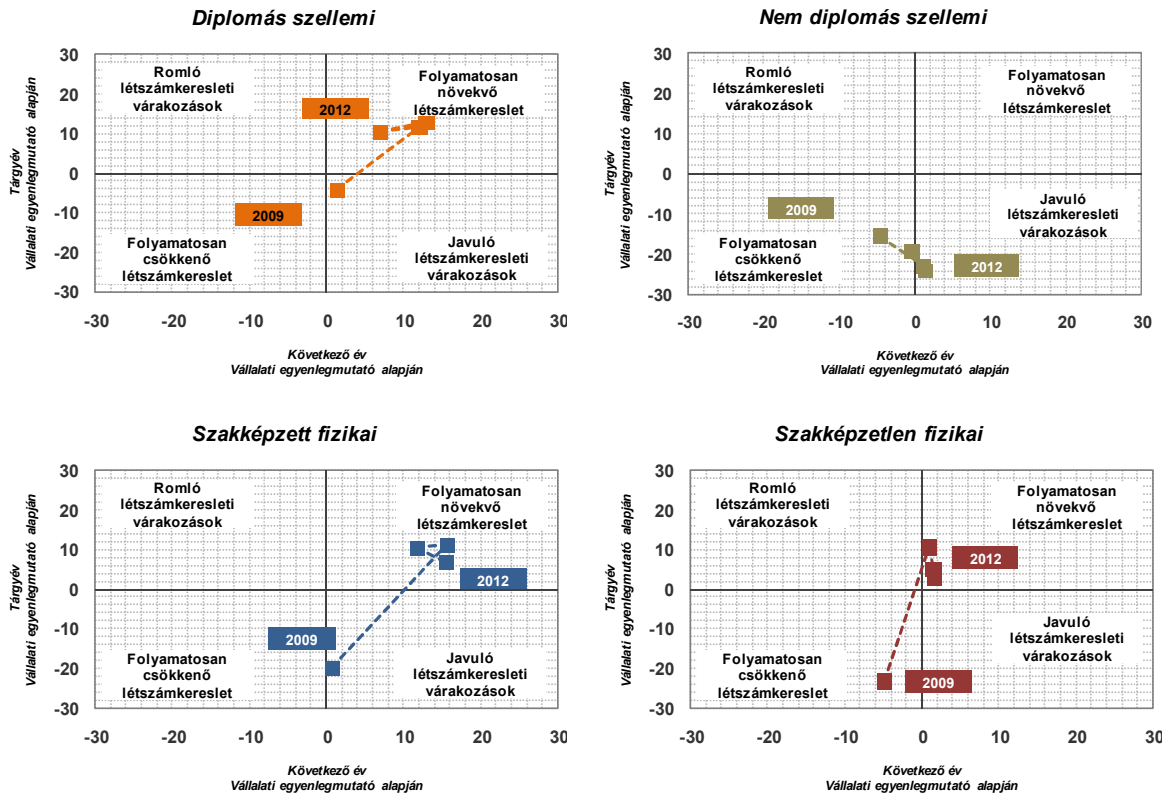 Diplomás szellemi
30
20
10
0
-10
-20
-30
Tárgyév
Vállalati egyenlegmutató alapján
Romló
létszámkeresleti
várakozások
Folyamatosan
növekvő
létszámkereslet
2012
2009
Folyamatosan
csökkenő
létszámkereslet
Javuló
létszámkeresleti
várakozások
-30
-20
-10
0
10
20
30
Következő év
Vállalati egyenlegmutató alapján
Nem diplomás szellemi
30
20
10
0
-10
-20
-30
Tárgyév
Vállalati egyenlegmutató alapján
Romló
létszámkeresleti
várakozások
Folyamatosan
növekvő
létszámkereslet
2009
Folyamatosan
csökkenő
létszámkereslet
Javuló
létszámkeresleti
várakozások
2012
-30
-20
-10
0
10
20
30
Következő év
Vállalati egyenlegmutató alapján
Szakképzett fizikai
30
20
10
0
-10
-20
-30
Tárgyév
Vállalati egyenlegmutató alapján
Romló
létszámkeresleti
várakozások
Folyamatosan
növekvő
létszámkereslet
2012
2009
Folyamatosan
csökkenő
létszámkereslet
Javuló
létszámkeresleti
várakozások
-30
-20
-10
0
10
20
30
Következő év
Vállalati egyenlegmutató alapján
Szakképzetlen fizikai
30
20
10
0
-10
-20
-30
Tárgyév
Vállalati egyenlegmutató alapján
Romló
létszámkeresleti
várakozások
Folyamatosan
növekvő
létszámkereslet
2012
Javuló
létszámkeresleti
várakozások
Folyamatosan
csökkenő
létszámkereslet
2009
-30
-20
-10
0
10
20
30
Következő év
Vállalati egyenlegmutató alapján